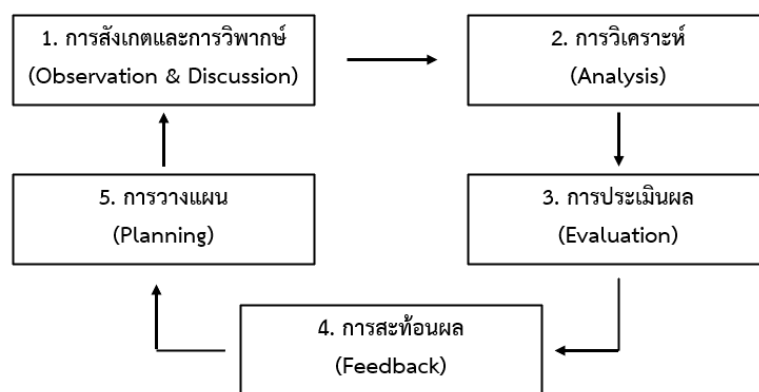 1. การสังเกตและการวิพากษ์
(Observation & Discussion)
2. การวิเคราะห์
(Analysis)
3. การประเมินผล
(Evaluation)
4. การสะท้อนผล
(Feedback)
5. การวางแผน
(Planning)